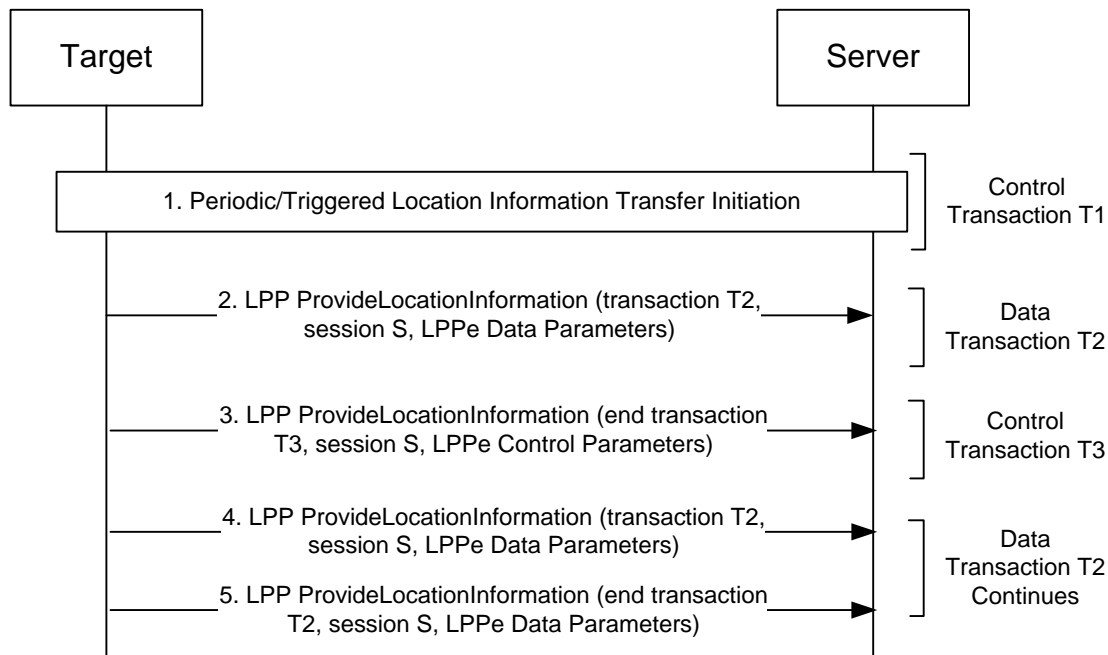 Target
Server
1. Periodic/Triggered Location Information Transfer Initiation
Control
Transaction T1
2. LPP ProvideLocationInformation (transaction T2,
session S, LPPe Data Parameters)
Data
Transaction T2
3. LPP ProvideLocationInformation (end transaction
T3, session S, LPPe Control Parameters)
Control
Transaction T3
4. LPP ProvideLocationInformation (transaction T2,
session S, LPPe Data Parameters)
5. LPP ProvideLocationInformation (end transaction
T2, session S, LPPe Data Parameters)
Data
Transaction T2
Continues